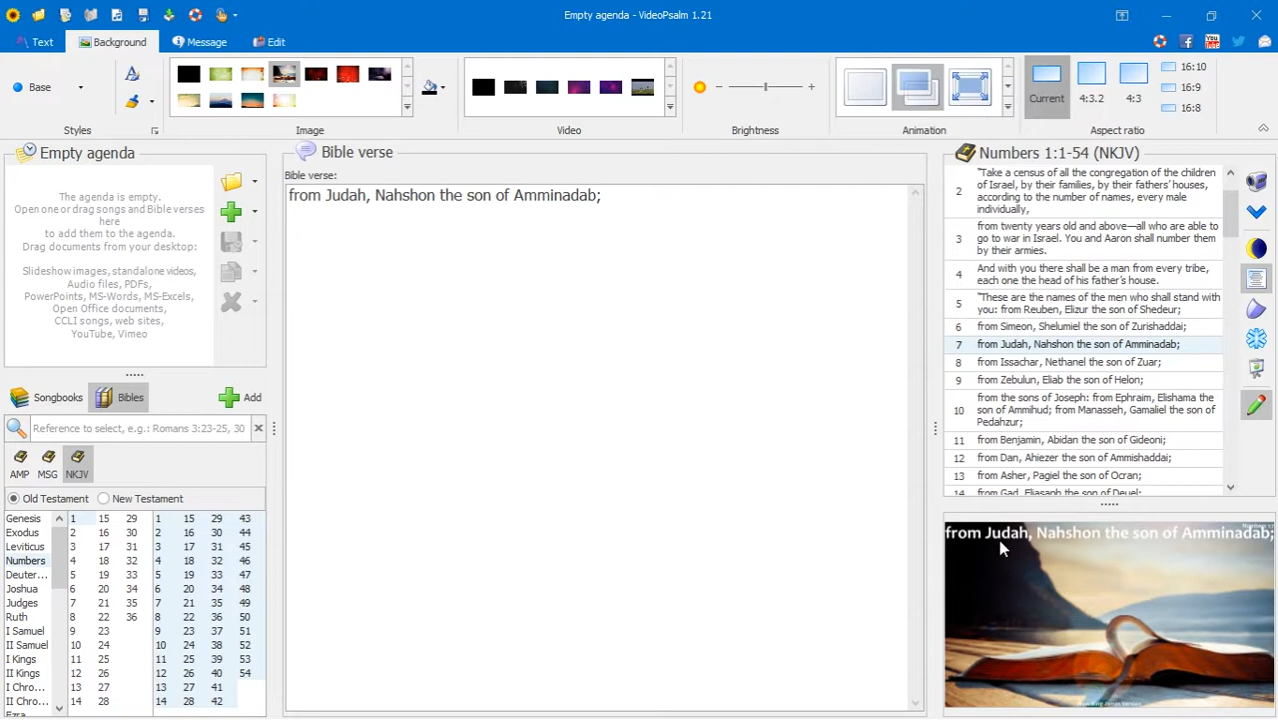 Empty agenda - VideoPsalm 1.21
Text
Background
Message
Edit
Base
Styles
Image
Video
Brightness
Animation
Current
4:3.2
4:3
16:10
16:9
16:8
Aspect ratio
Empty agenda
The agenda is empty.
Open one or drag songs and Bible verses
here
to add them to the agenda.
Drag documents from your desktop:
Slideshow images, standalone videos,
Audio files, PDFs,
PowerPoints, MS-Words, MS-Excels,
Open Office documents,
CCLI songs, web sites,
YouTube, Vimeo
Songbooks
Bibles
Add
Reference to select, e.g.: Romans 3:23-25, 30
AMP
MSG
NKJV
Old Testament
New Testament
Genesis
Exodus
Leviticus
Numbers
Deuter...
Joshua
Judges
Ruth
I Samuel
II Samuel
I Kings
II Kings
I Chro...
II Chro...
Ezra
1 15 29
2 16 30
3 17 31
4 18 32
5 19 33
6 20 34
7 21 35
8 22 36
9 23
10 24
11 25
12 26
13 27
14 28
1 15 29 43
2 16 30 44
3 17 31 45
4 18 32 46
5 19 33 47
6 20 34 48
7 21 35 49
8 22 36 50
9 23 37 51
10 24 38 52
11 25 39 53
12 26 40 54
13 27 41
14 28 42
Bible verse
Bible verse:
from Judah, Nahshon the son of Amminadab;
Numbers 1:1-54 (NKJV)
2 "Take a census of all the congregation of the children
of Israel, by their families, by their fathers' houses,
according to the number of names, every male
individually,
3 from twenty years old and above—all who are able to
go to war in Israel. You and Aaron shall number them
by their armies.
4 And with you there shall be a man from every tribe,
each one the head of his father's house.
5 "These are the names of the men who shall stand with
you: from Reuben, Elizur the son of Shedeur;
6 from Simeon, Shelumiel the son of Zurishaddai;
7 from Judah, Nahshon the son of Amminadab;
8 from Issachar, Nethanel the son of Zuar;
9 from Zebulun, Eliab the son of Helon;
10 from the sons of Joseph: from Ephraim, Elishama the
son of Ammihud; from Manasseh, Gamaliel the son of
Pedahzur;
11 from Benjamin, Abidan the son of Gideoni;
12 from Dan, Ahiezer the son of Ammishaddai;
13 from Asher, Pagiel the son of Ocran;
14 from Gad, Eliasaph the son of Deuel;
from Judah, Nahshon the son of Amminadab;
New King James Version